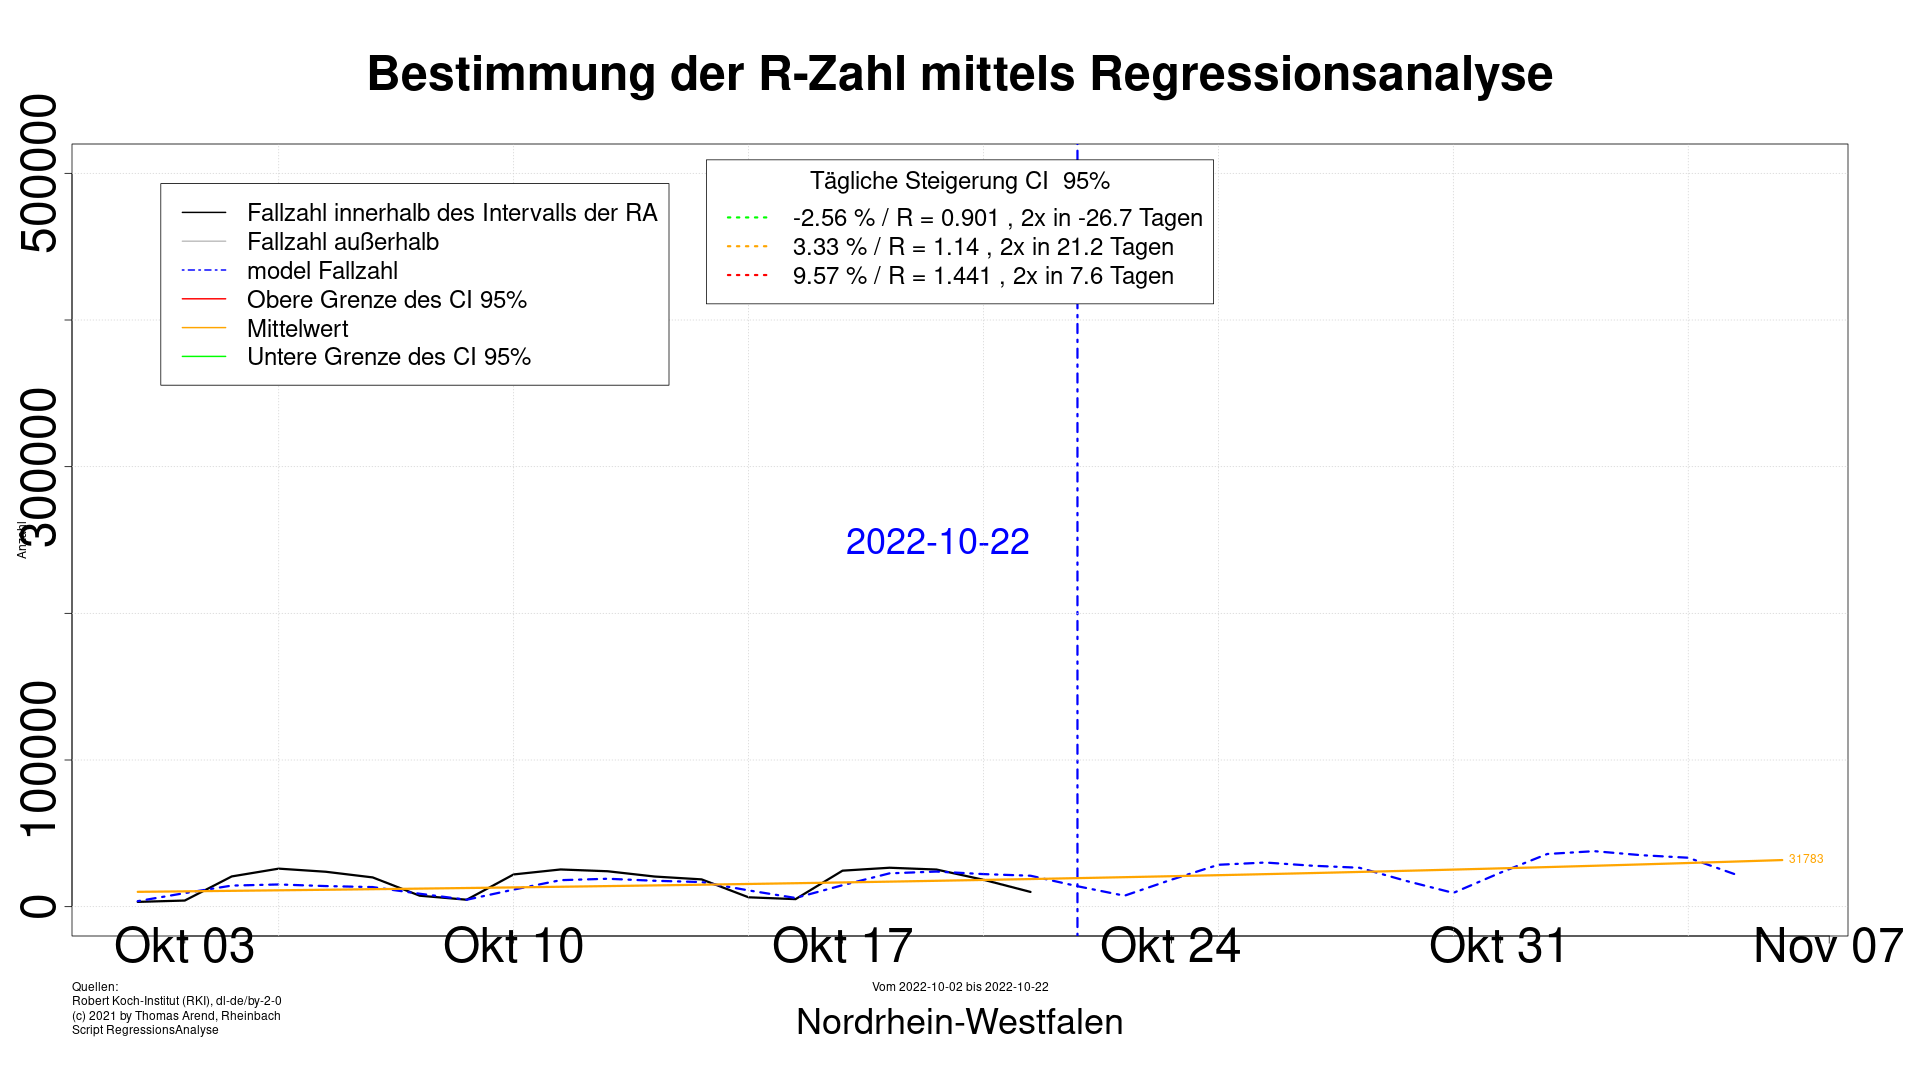 Bestimmung der R-Zahl mittels Regressionsanalyse
500000
300000
100000
0
Anzahl
Fallzahl innerhalb des Intervalls der RA
Fallzahl außerhalb
model Fallzahl
Obere Grenze des CI 95%
Mittelwert
Untere Grenze des CI 95%
Tägliche Steigerung CI  95%
-2.56 % / R = 0.901 , 2x in -26.7 Tagen
3.33 % / R = 1.14 , 2x in 21.2 Tagen
9.57 % / R = 1.441 , 2x in 7.6 Tagen
2022-10-22
31783
Okt 03 Okt 10 Okt 17 Okt 24 Okt 31 Nov 07
Quellen:
Robert Koch-Institut (RKI), dl-de/by-2-0
(c) 2021 by Thomas Arend, Rheinbach
Script RegressionsAnalyse
Vom 2022-10-02 bis 2022-10-22
Nordrhein-Westfalen